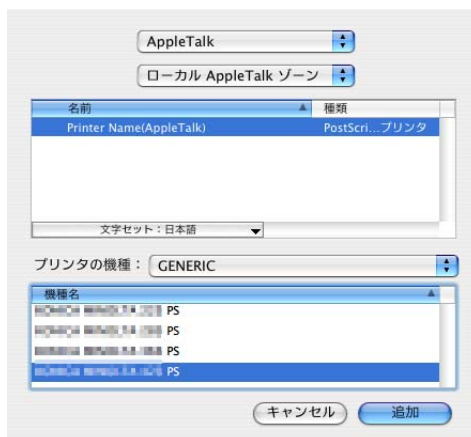 AppleTalk
ローカル AppleTalk ゾーン
名前 種類
Printer Name(AppleTalk) PostScri...プリンタ
文字セット：日本語
プリンタの機種： GENERIC
機種名
PS
PS
PS
PS
キャンセル 追加